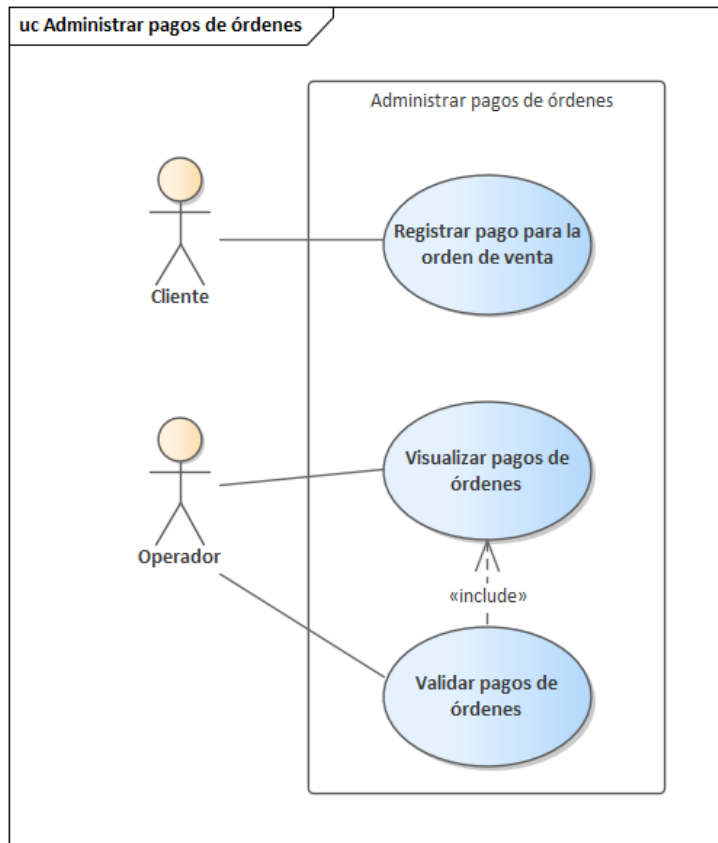 uc Administrar pagos de órdenes
Administrar pagos de órdenes
Registrar pago para la
orden de venta
Cliente
Visualizar pagos de
órdenes
Operador
«include»
Validar pagos de
órdenes